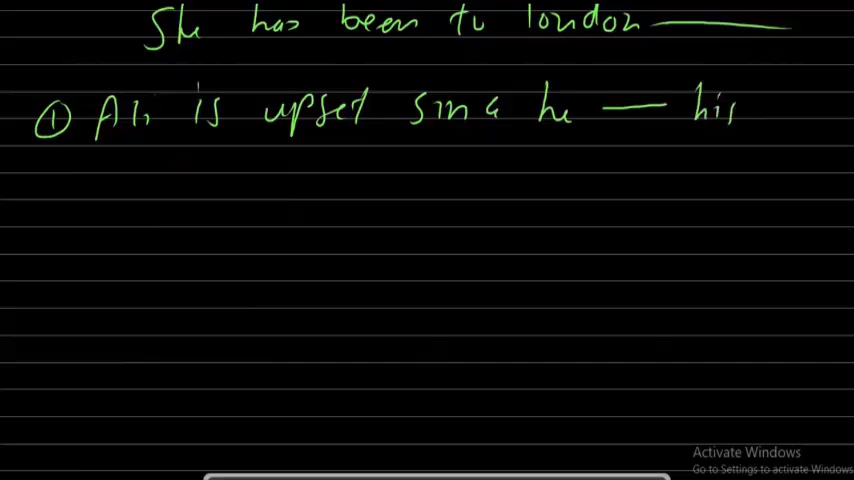 She has been to london ———
① Ali is upset since he — his
Activate Windows
Go to Settings to activate Windows